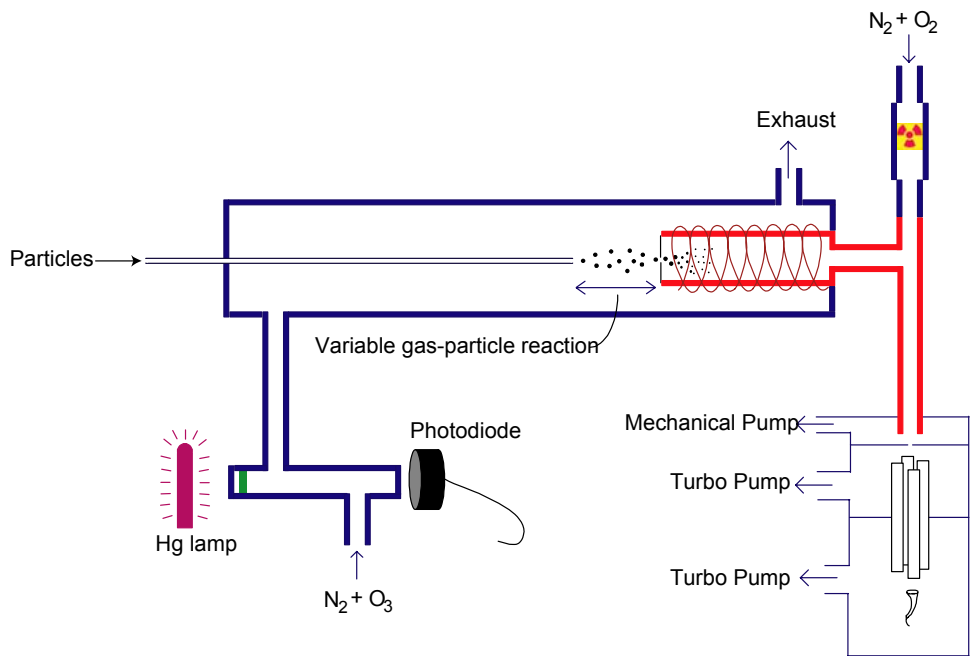 N₂ + O₂
Exhaust
Particles
Variable gas-particle reaction
Mechanical Pump
Photodiode
Turbo Pump
Hg lamp
Turbo Pump
N₂ + O₃